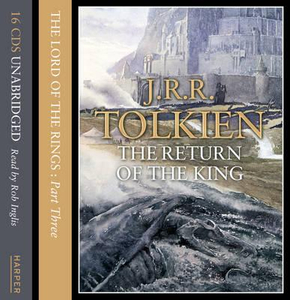 16 CDS UNABRIDGED
Read by Rob Inglis
HARPER
THE LORD OF THE RINGS : Part Three
J.R.R.
TOLKIEN
THE RETURN
OF THE KING